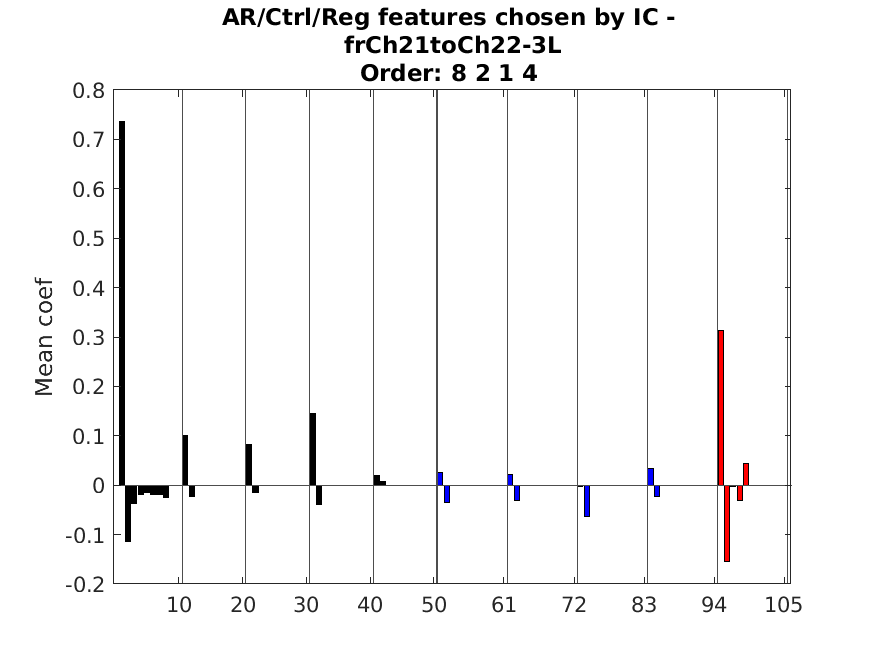 AR/Ctrl/Reg features chosen by IC -
frCh21toCh22-3L
Order: 8 2 1 4
0.8
0.7
0.6
0.5
0.4
0.3
0.2
0.1
0
-0.1
-0.2
Mean coef
10 20 30 40 50 61 72 83 94 105